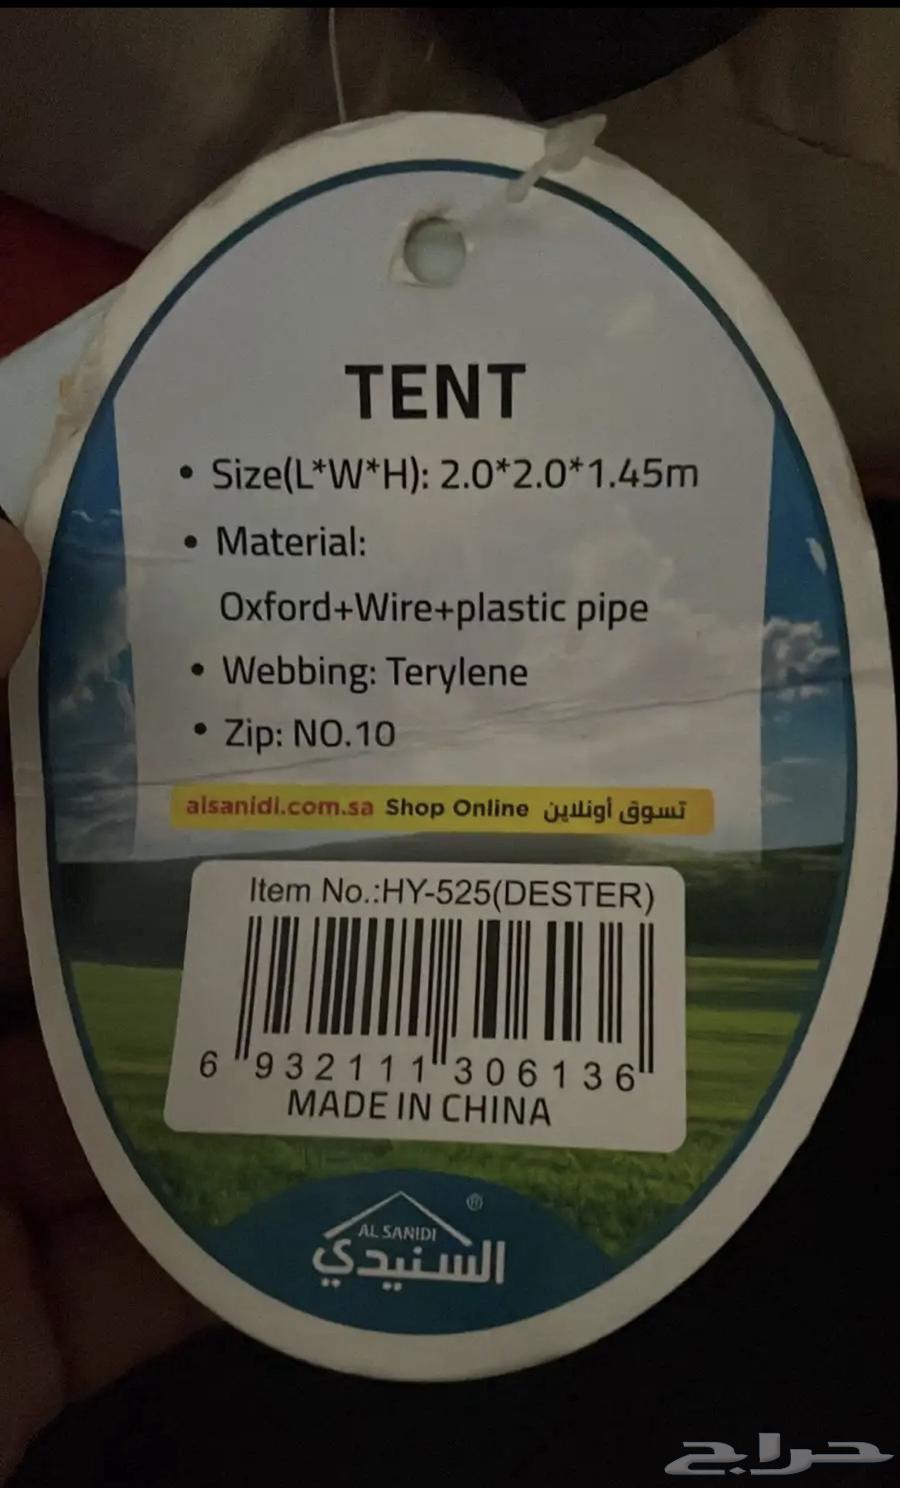 TENT
• Size(L*W*H): 2.0*2.0*1.45m
• Material:
Oxford+Wire+plastic pipe
• Webbing: Terylene
• Zip: NO.10
alsanidi.com.sa Shop Online تسوق أونلاين
Item No.:HY-525(DESTER)
6 932111 306136
MADE IN CHINA
®
AL SANIDI
السنيدي
حراج